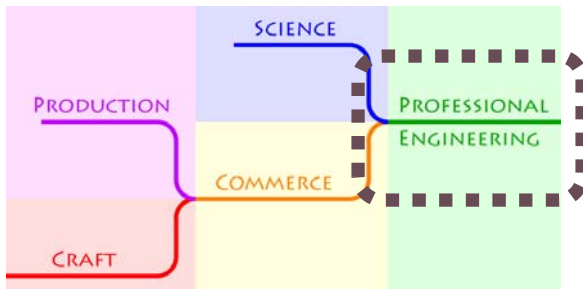 SCIENCE
PRODUCTION
PROFESSIONAL
ENGINEERING
COMMERCE
CRAFT